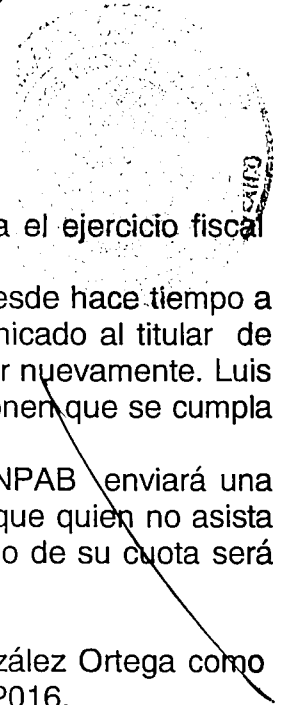 a el ejercicio fiscal
esde hace tiempo a
nicado al titular de
r nuevamente. Luis
onen que se cumpla
NPAB enviará una
que quien no asista
o de su cuota será
zález Ortega como
2016.